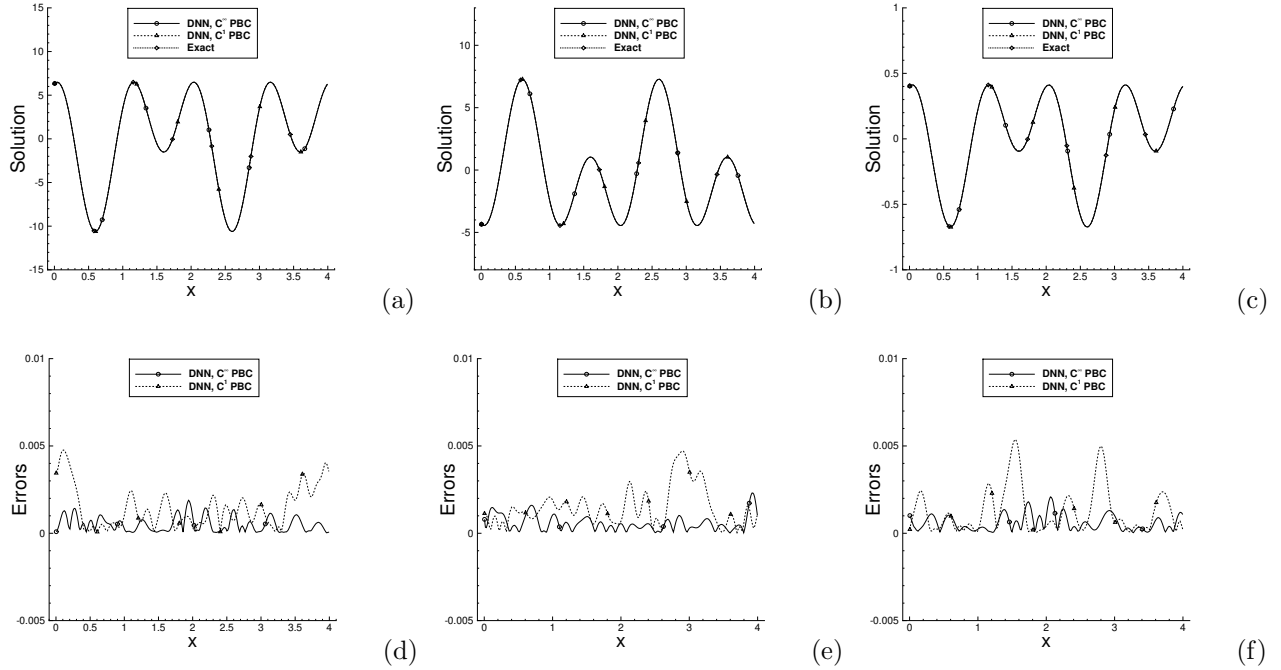 DNN, C∞ PBC
DNN, C¹ PBC
Exact
Solution
15
10
5
0
-5
-10
-15
0 0.5 1 1.5 2 2.5 3 3.5 4
x
(a)
DNN, C∞ PBC
DNN, C¹ PBC
Exact
Solution
10
5
0
-5
0 0.5 1 1.5 2 2.5 3 3.5 4
x
(b)
DNN, C∞ PBC
DNN, C¹ PBC
Exact
Solution
1
0.5
0
-0.5
-1
0 0.5 1 1.5 2 2.5 3 3.5 4
x
(c)
DNN, C∞ PBC
DNN, C¹ PBC
Errors
0.01
0.005
0
-0.005
0 0.5 1 1.5 2 2.5 3 3.5 4
x
(d)
DNN, C∞ PBC
DNN, C¹ PBC
Errors
0.01
0.005
0
-0.005
0 1 2 3 4
x
(e)
DNN, C∞ PBC
DNN, C¹ PBC
Errors
0.01
0.005
0
-0.005
0 1 2 3 4
x
(f)